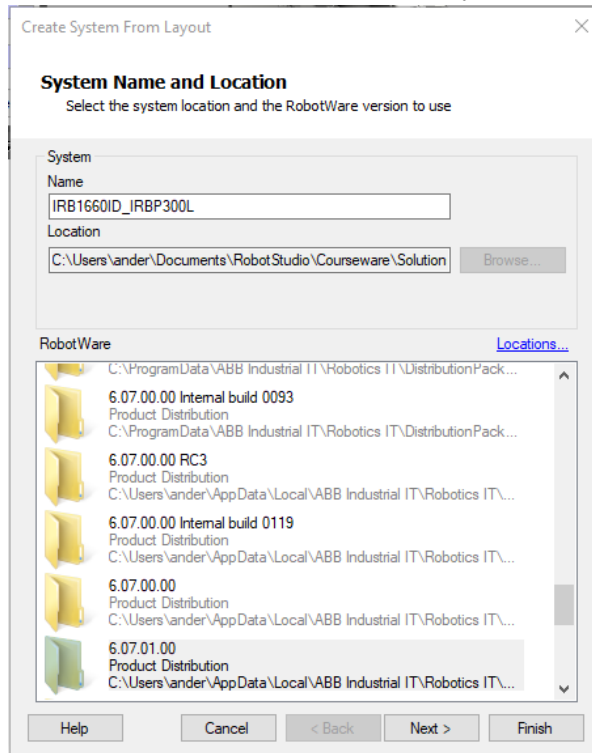 Create System From Layout
System Name and Location
Select the system location and the RobotWare version to use
System
Name
IRB1660ID_IRBP300L
Location
C:\Users\ander\Documents\RobotStudio\Courseware\Solution
Browse...
RobotWare
Locations...
C:\ProgramData\ABB Industrial IT\Robotics IT\DistributionPack...
6.07.00.00 Internal build 0093
Product Distribution
C:\ProgramData\ABB Industrial IT\Robotics IT\DistributionPack...
6.07.00.00 RC3
Product Distribution
C:\Users\ander\AppData\Local\ABB Industrial IT\Robotics IT\...
6.07.00.00 Internal build 0119
Product Distribution
C:\Users\ander\AppData\Local\ABB Industrial IT\Robotics IT\...
6.07.00.00
Product Distribution
C:\Users\ander\AppData\Local\ABB Industrial IT\Robotics IT\...
6.07.01.00
Product Distribution
C:\Users\ander\AppData\Local\ABB Industrial IT\Robotics IT\...
Help
Cancel
< Back
Next >
Finish